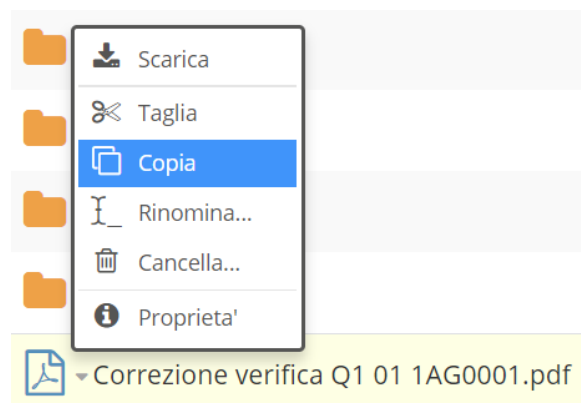 Scarica
Taglia
Copia
Rinomina...
Cancella...
Proprieta'
Correzione verifica Q1 01 1AG0001.pdf